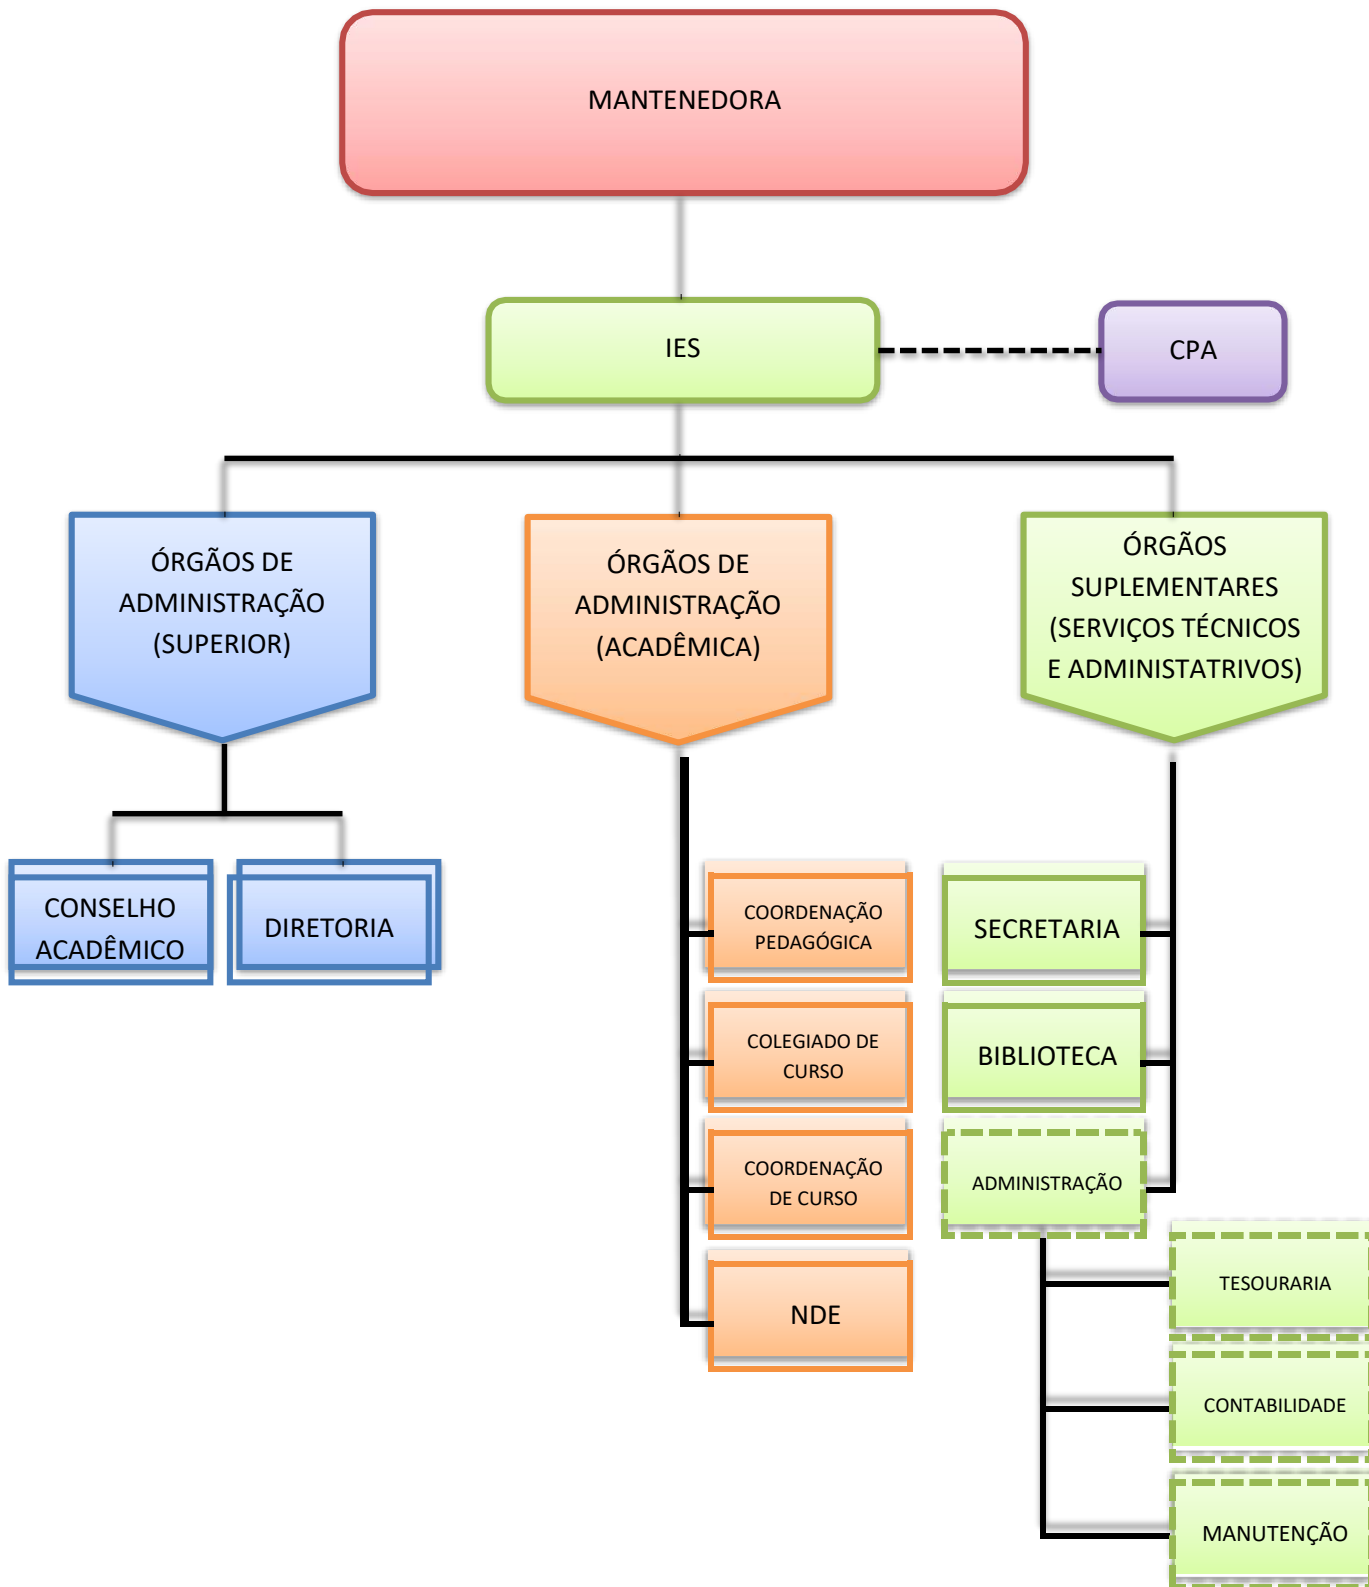 MANTENEDORA
IES
CPA
ÓRGÃOS DE
ADMINISTRAÇÃO
(SUPERIOR)
ÓRGÃOS DE
ADMINISTRAÇÃO
(ACADÊMICA)
ÓRGÃOS
SUPLEMENTARES
(SERVIÇOS TÉCNICOS
E ADMINISTATRIVOS)
CONSELHO
ACADÊMICO
DIRETORIA
COORDENAÇÃO
PEDAGÓGICA
COLEGIADO DE
CURSO
COORDENAÇÃO
DE CURSO
NDE
SECRETARIA
BIBLIOTECA
ADMINISTRAÇÃO
TESOURARIA
CONTABILIDADE
MANUTENÇÃO